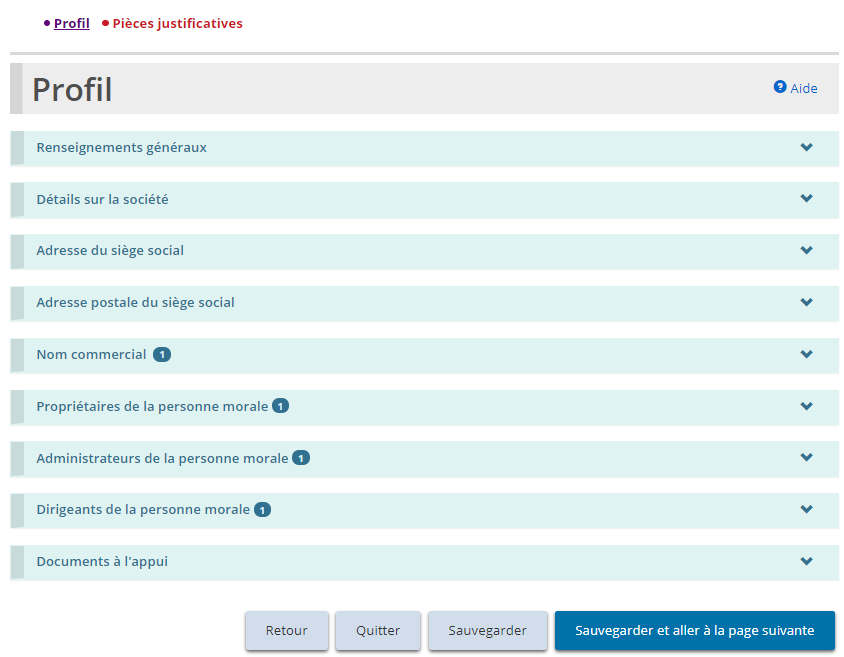 Profil Pièces justificatives
Profil
Aide
Renseignements généraux
Détails sur la société
Adresse du siège social
Adresse postale du siège social
Nom commercial 1
Propriétaires de la personne morale 1
Administrateurs de la personne morale 1
Dirigeants de la personne morale 1
Documents à l'appui
Retour Quitter Sauvegarder Sauvegarder et aller à la page suivante